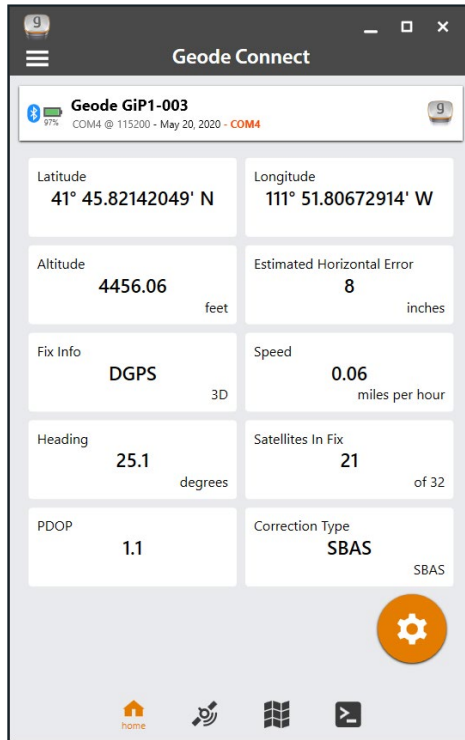 g
Geode Connect
Geode GiP1-003
g
97%
COM4 @ 115200 - May 20, 2020 - COM4
Latitude
41° 45.82142049' N
Longitude
111° 51.80672914' W
Altitude
4456.06
feet
Estimated Horizontal Error
8
inches
Fix Info
DGPS
3D
Speed
0.06
miles per hour
Heading
25.1
degrees
Satellites In Fix
21
of 32
PDOP
1.1
Correction Type
SBAS
SBAS
home